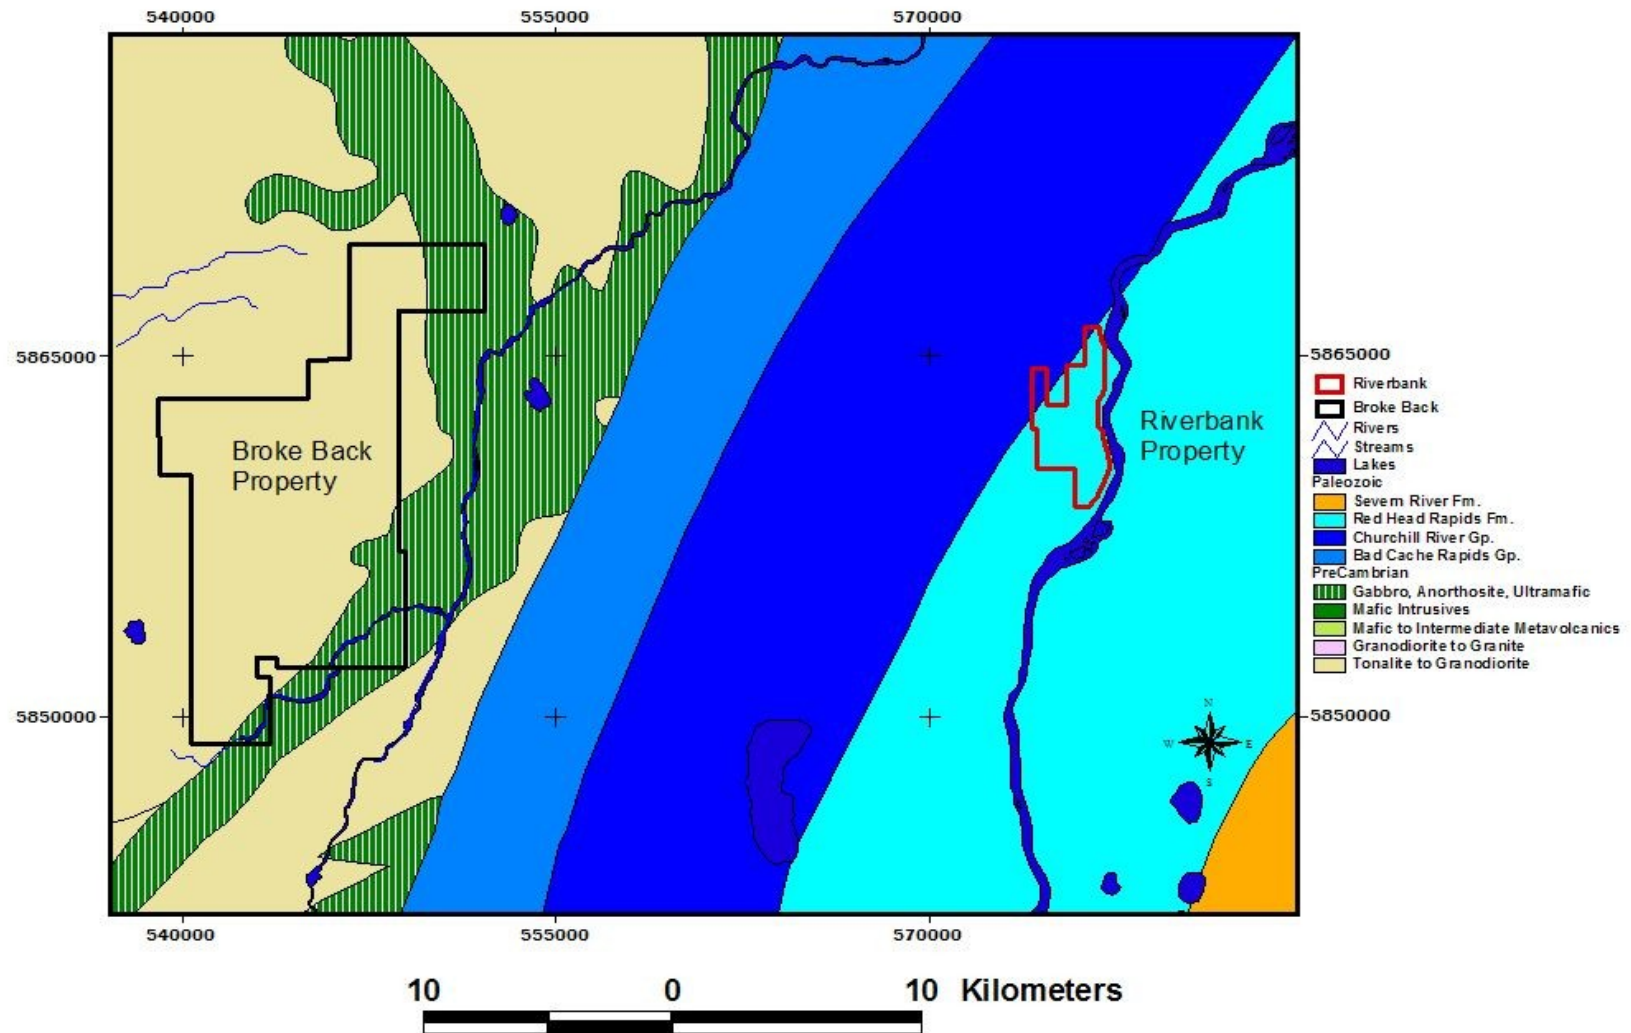 540000 555000 570000
5865000 5865000
Riverbank
Broke Back
Rivers
Streams
Lakes
Paleozoic
Severn River Fm.
Red Head Rapids Fm.
Churchill River Gp.
Bad Cache Rapids Gp.
PreCambrian
Gabbro, Anorthosite, Ultramafic
Mafic Intrusives
Mafic to Intermediate Metavolcanics
Granodiorite to Granite
Tonalite to Granodiorite
Broke Back
Property
Riverbank
Property
5850000 5850000
N
W E
S
540000 555000 570000
10 0 10 Kilometers